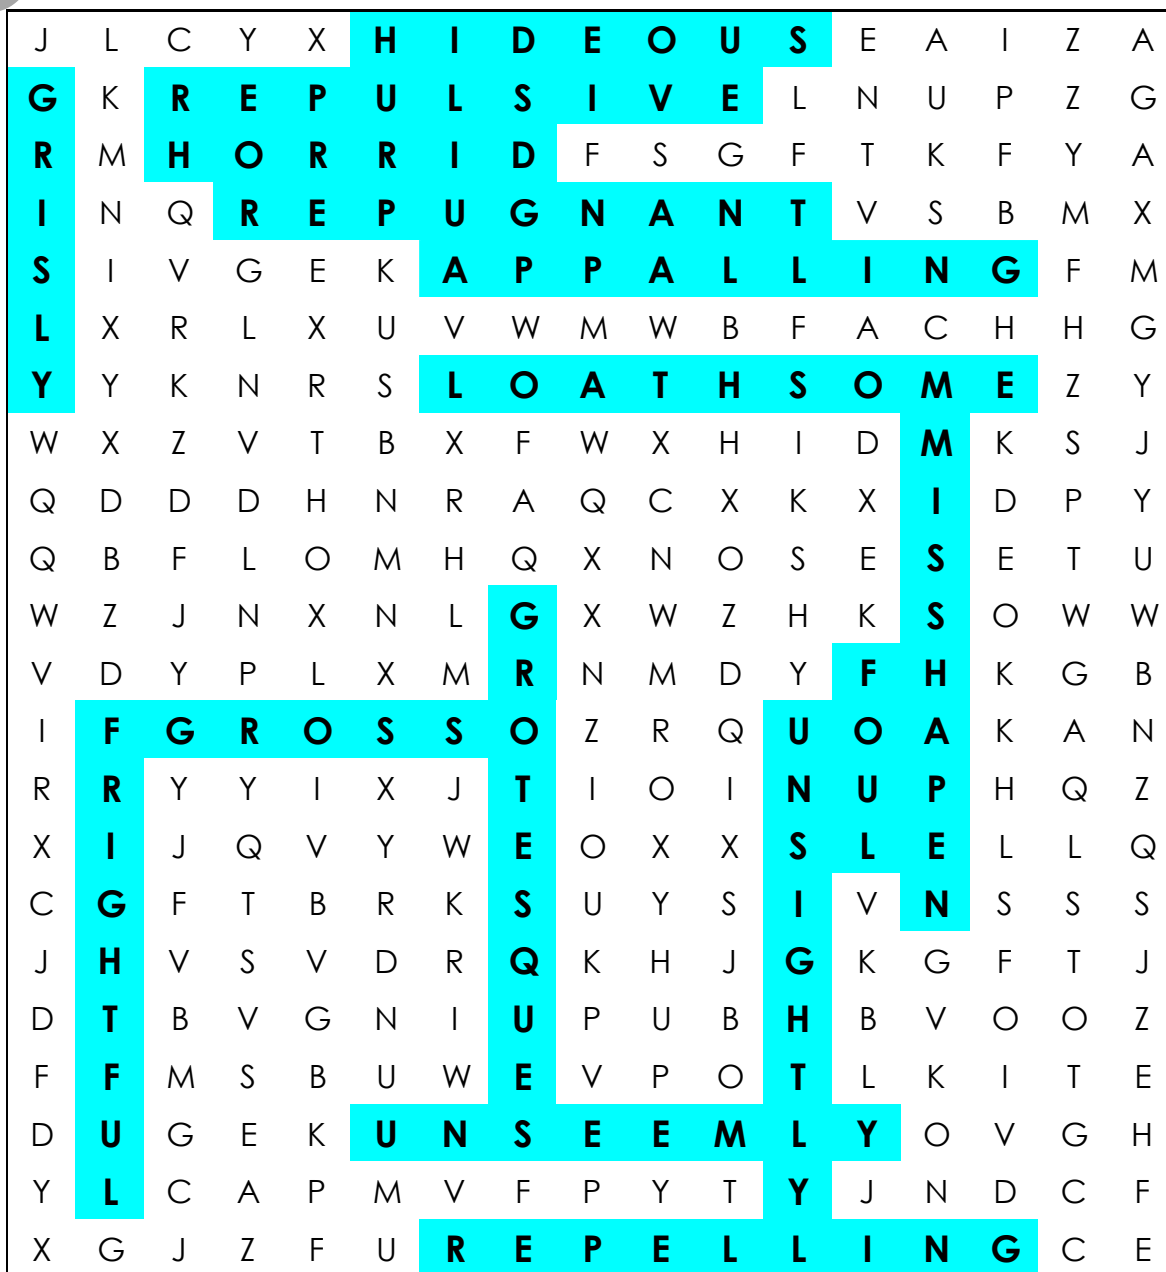 J L C Y X H I D E O U S E A I Z A
G K R E P U L S I V E L N U P Z G
R M H O R R I D F S G F T K F Y A
I N Q R E P U G N A N T V S B M X
S I V G E K A P P A L L I N G F M
L X R L X U V W M W B F A C H H G
Y Y K N R S L O A T H S O M E Z Y
W X Z V T B X F W X H I D M K S J
Q D D D H N R A Q C X K X I D P Y
Q B F L O M H Q X N O S E S E T U
W Z J N X N L G X W Z H K S O W W
V D Y P L X M R N M D Y F H K G B
I F G R O S S O Z R Q U O A K A N
R R Y Y I X J T I O I N U P H Q Z
X I J Q V Y W E O X X S L E L L Q
C G F T B R K S U Y S I V N S S S
J H V S V D R Q K H J G K G F T J
D T B V G N I U P U B H B V O O Z
F F M S B U W E V P O T L K I T E
D U G E K U N S E E M L Y O V G H
Y L C A P M V F P Y T Y J N D C F
X G J Z F U R E P E L L I N G C E